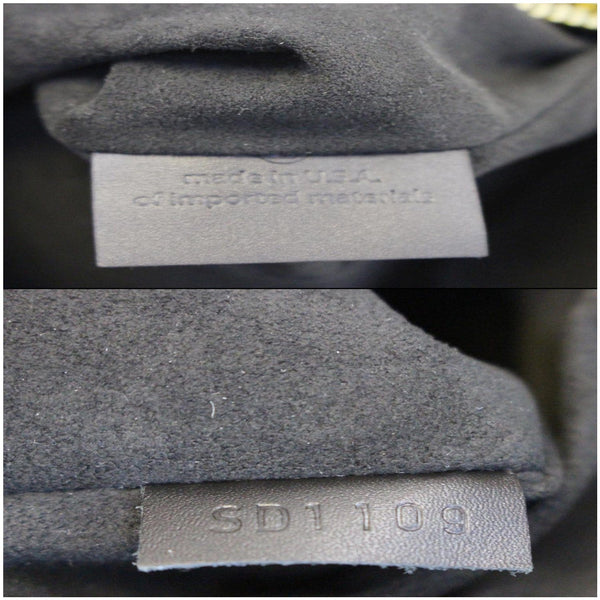 made in U.S.A.
of imported materials
SD1109